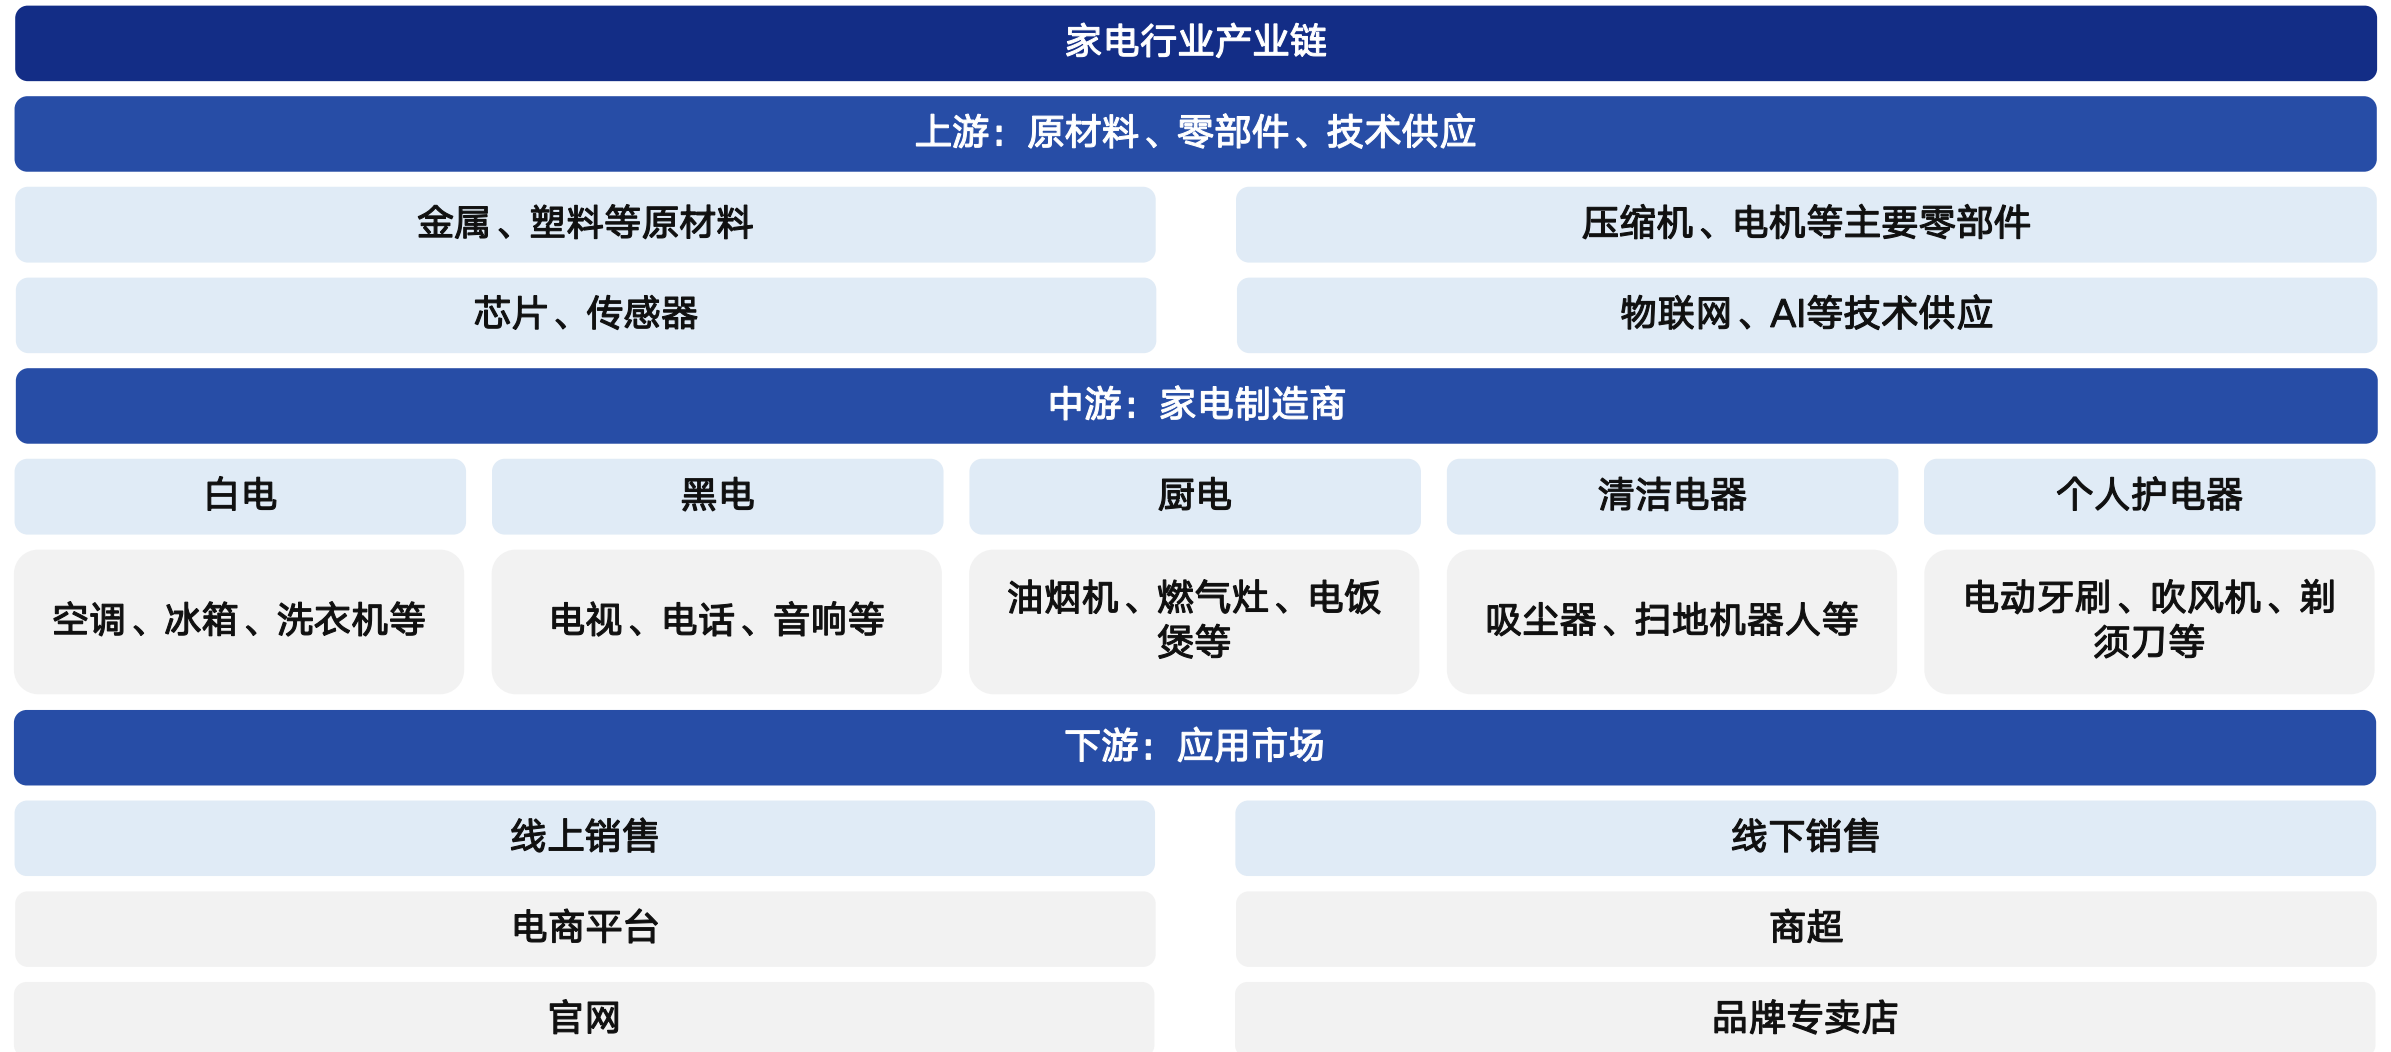 家电行业产业链
上游：原材料、零部件、技术供应
金属、塑料等原材料
压缩机、电机等主要零部件
芯片、传感器
物联网、AI等技术供应
中游：家电制造商
白电
黑电
厨电
清洁电器
个人护电器
空调、冰箱、洗衣机等
电视、电话、音响等
油烟机、燃气灶、电饭
煲等
吸尘器、扫地机器人等
电动牙刷、吹风机、剃
须刀等
下游：应用市场
线上销售
线下销售
电商平台
商超
官网
品牌专卖店